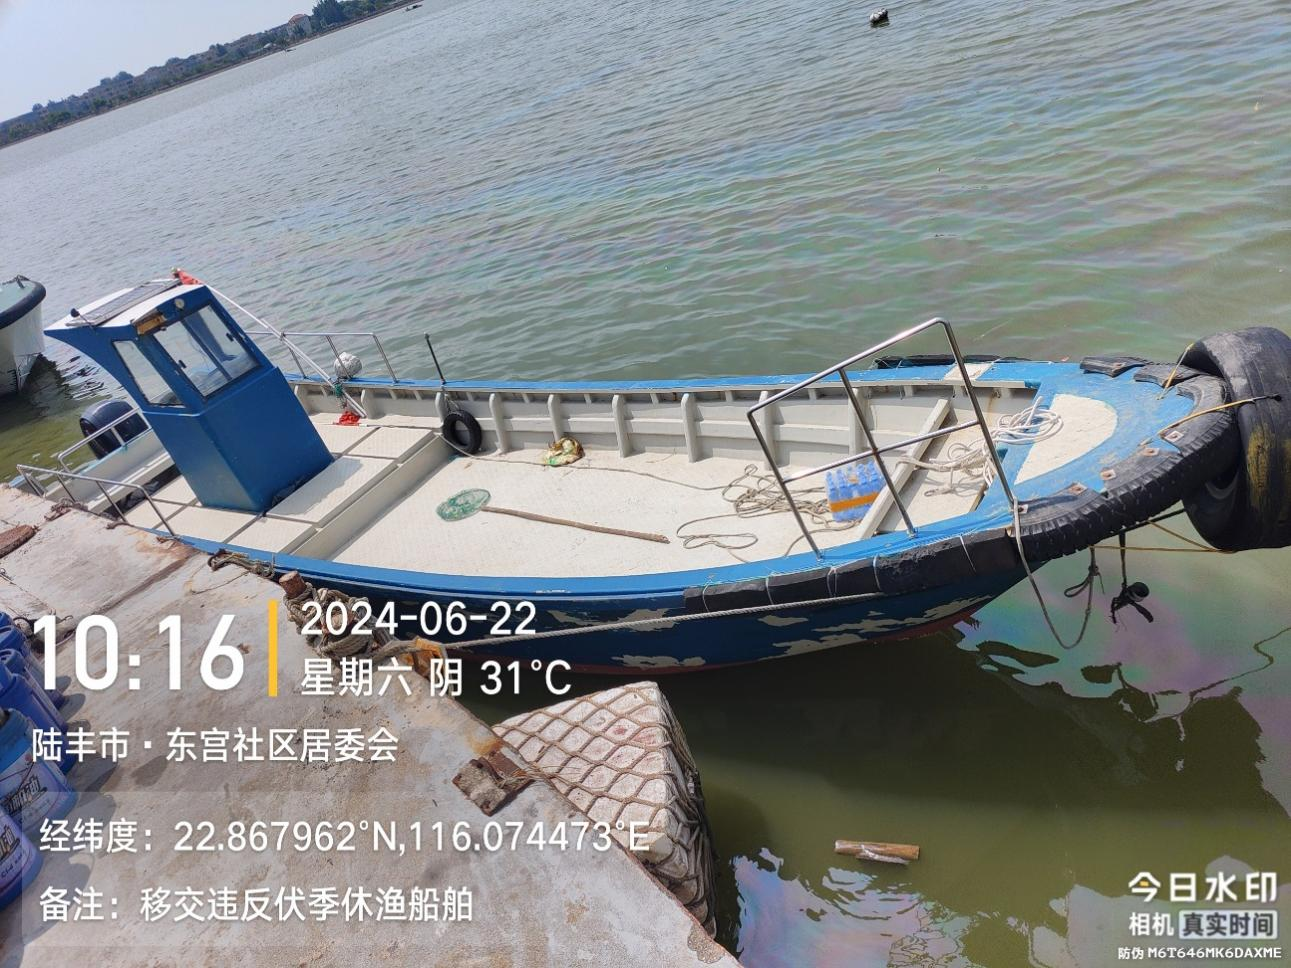 10:16
2024-06-22
星期六 阴 31℃
陆丰市·东宫社区居委会
经纬度：22.867962°N,116.074473°E
备注：移交违反伏季休渔船舶
今日水印
相机 真实时间
防伪 M6T646MK6DAXME